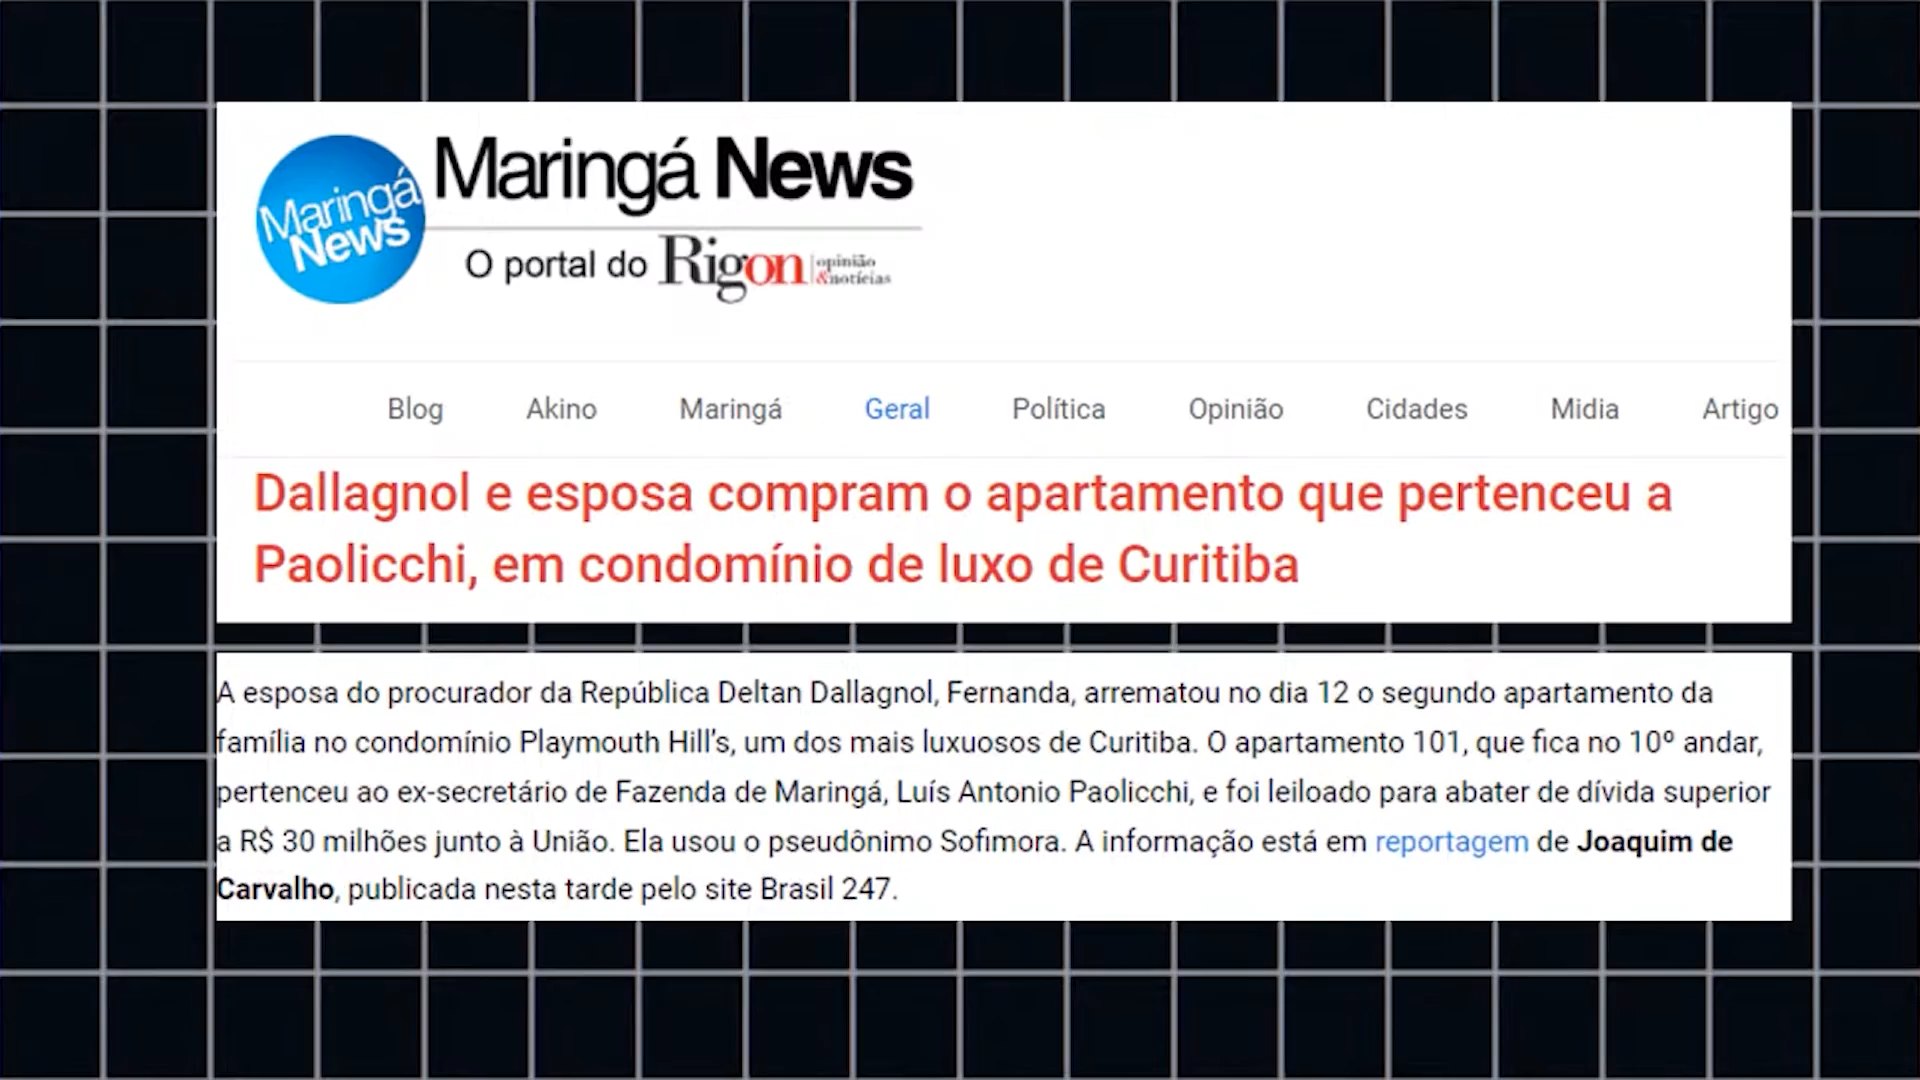 Maringá
News
Maringá News
O portal do Rigon opinião
&notícias
Blog Akino Maringá Geral Política Opinião Cidades Midia Artigo
Dallagnol e esposa compram o apartamento que pertenceu a
Paolicchi, em condomínio de luxo de Curitiba
A esposa do procurador da República Deltan Dallagnol, Fernanda, arrematou no dia 12 o segundo apartamento da
família no condomínio Playmouth Hill’s, um dos mais luxuosos de Curitiba. O apartamento 101, que fica no 10º andar,
pertenceu ao ex-secretário de Fazenda de Maringá, Luís Antonio Paolicchi, e foi leiloado para abater de dívida superior
a R$ 30 milhões junto à União. Ela usou o pseudônimo Sofimora. A informação está em reportagem de Joaquim de
Carvalho, publicada nesta tarde pelo site Brasil 247.